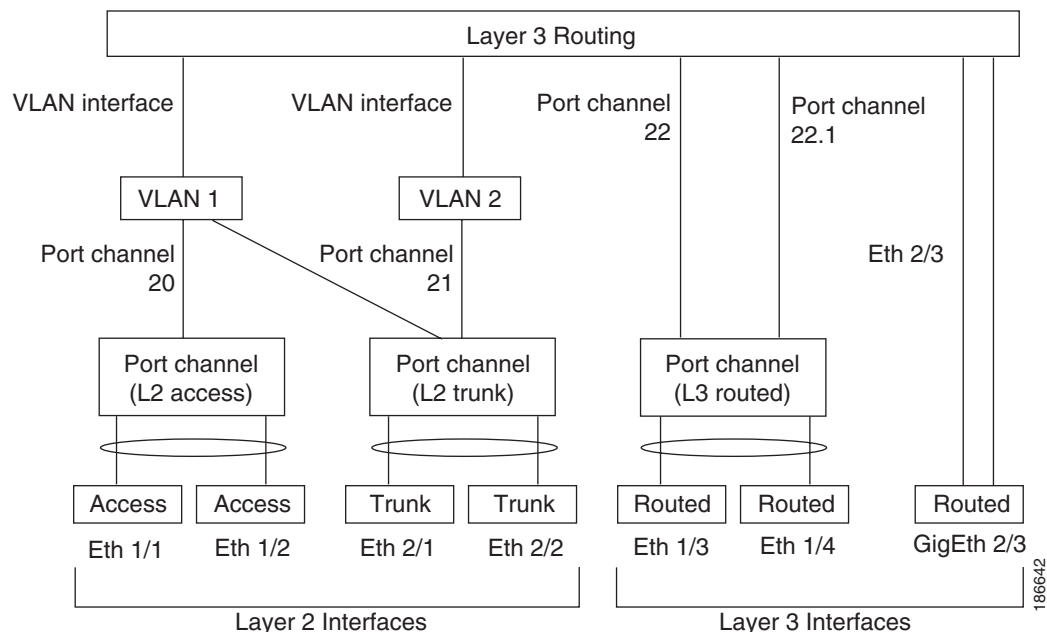 Layer 3 Routing
VLAN interface
VLAN interface
Port channel
22
Port channel
22.1
VLAN 1
VLAN 2
Port channel
20
Port channel
21
Eth 2/3
Port channel
(L2 access)
Port channel
(L2 trunk)
Port channel
(L3 routed)
Access
Access
Trunk
Trunk
Routed
Routed
Routed
Eth 1/1
Eth 1/2
Eth 2/1
Eth 2/2
Eth 1/3
Eth 1/4
GigEth 2/3
Layer 2 Interfaces
Layer 3 Interfaces
186642